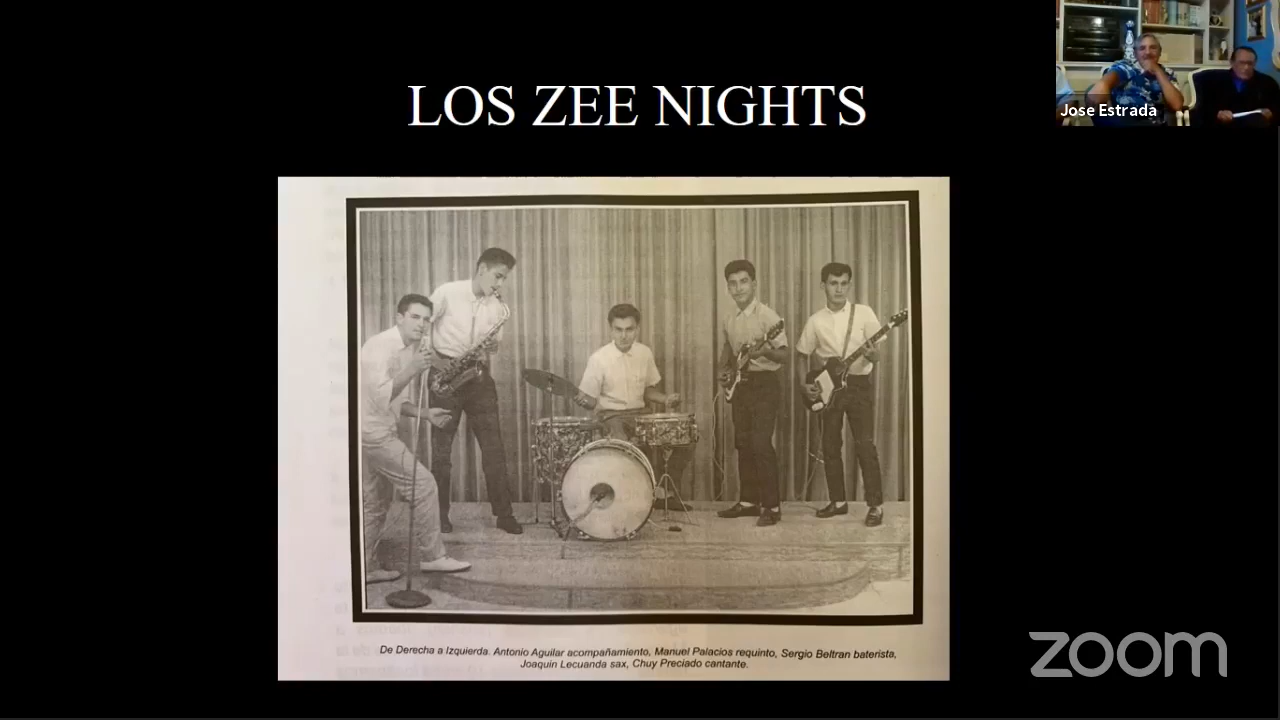 LOS ZEE NIGHTS
Jose Estrada
De Derecha a Izquierda. Antonio Aguilar acompañamiento, Manuel Palacios requinto, Sergio Beltran baterista,
Joaquin Lecuanda sax, Chuy Preciado cantante.
zoom